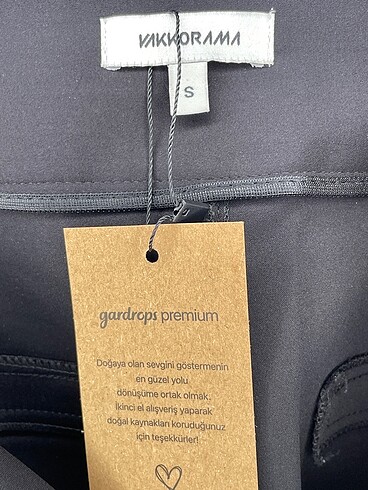 VAKKORAMA
S
gardrops premium
Doğaya olan sevgini göstermenin
en güzel yolu
dönüşüme ortak olmak.
İkinci el alışveriş yaparak
doğal kaynakları koruduğunuz
için teşekkürler!